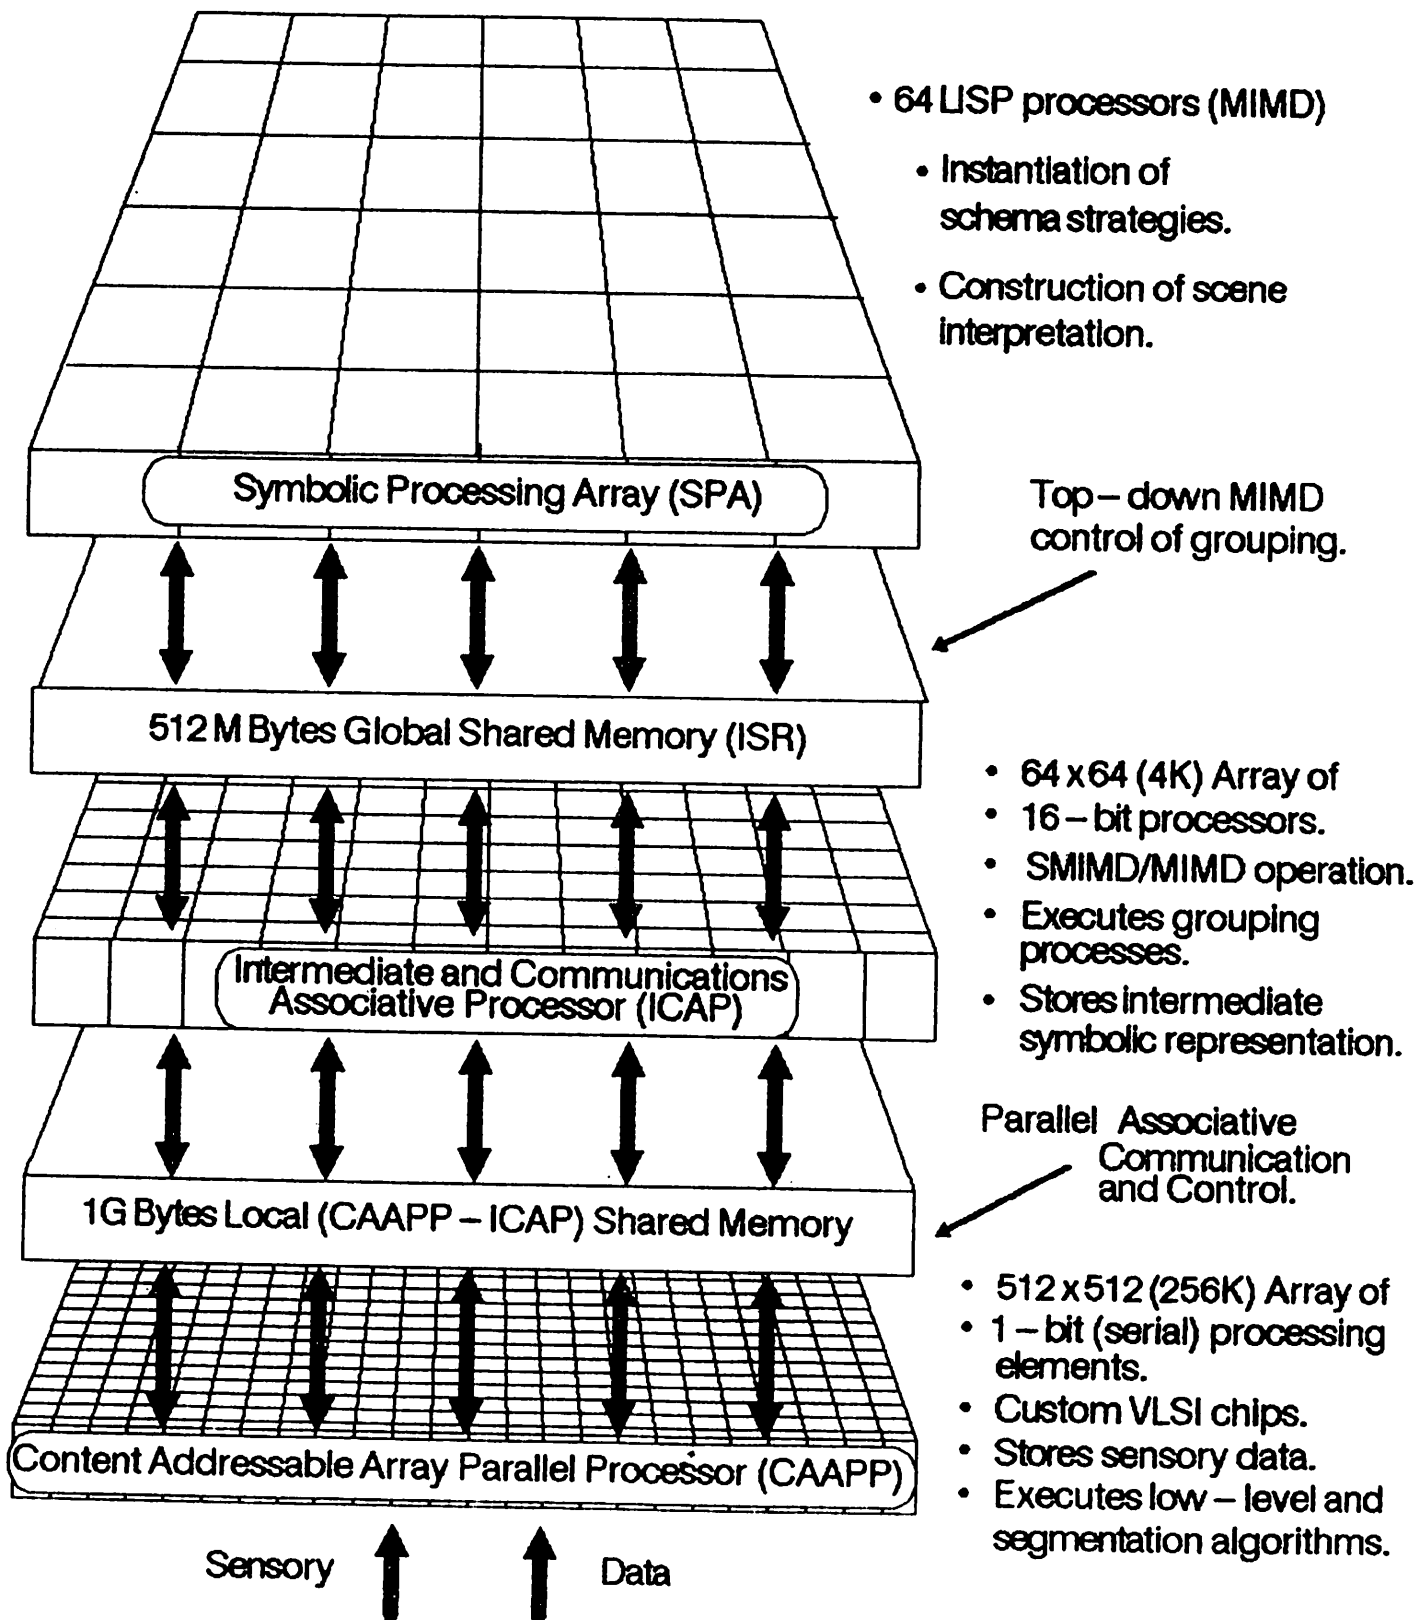 • 64 LISP processors (MIMD)
• Instantiation of
schema strategies.
• Construction of scene
interpretation.
Symbolic Processing Array (SPA)
Top – down MIMD
control of grouping.
512 M Bytes Global Shared Memory (ISR)
• 64 x 64 (4K) Array of
• 16 – bit processors.
• SMIMD/MIMD operation.
• Executes grouping
processes.
• Stores intermediate
symbolic representation.
Intermediate and Communications
Associative Processor (ICAP)
Parallel Associative
Communication
and Control.
1G Bytes Local (CAAPP – ICAP) Shared Memory
• 512 x 512 (256K) Array of
• 1 – bit (serial) processing
elements.
• Custom VLSI chips.
• Stores sensory data.
• Executes low – level and
segmentation algorithms.
Content Addressable Array Parallel Processor (CAAPP)
Sensory Data